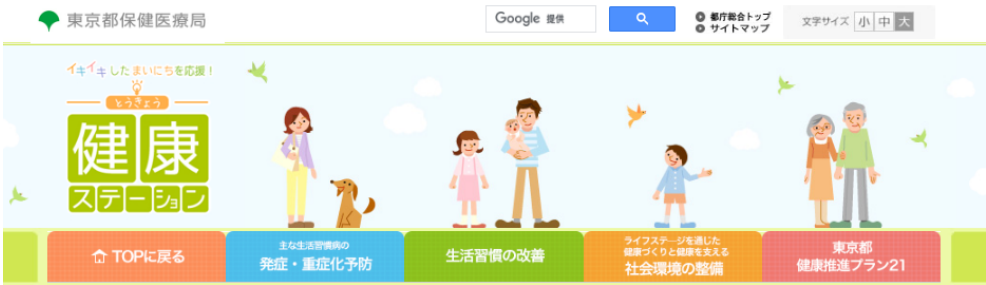 東京都保健医療局
Google 提供
都庁総合トップ
サイトマップ
文字サイズ 小 中 大
イキイキしたまいにちを応援！
とうきょう
健康
ステーション
TOPに戻る
主な生活習慣病の
発症・重症化予防
生活習慣の改善
ライフステージを通じた
健康づくりと健康を支える
社会環境の整備
東京都
健康推進プラン21